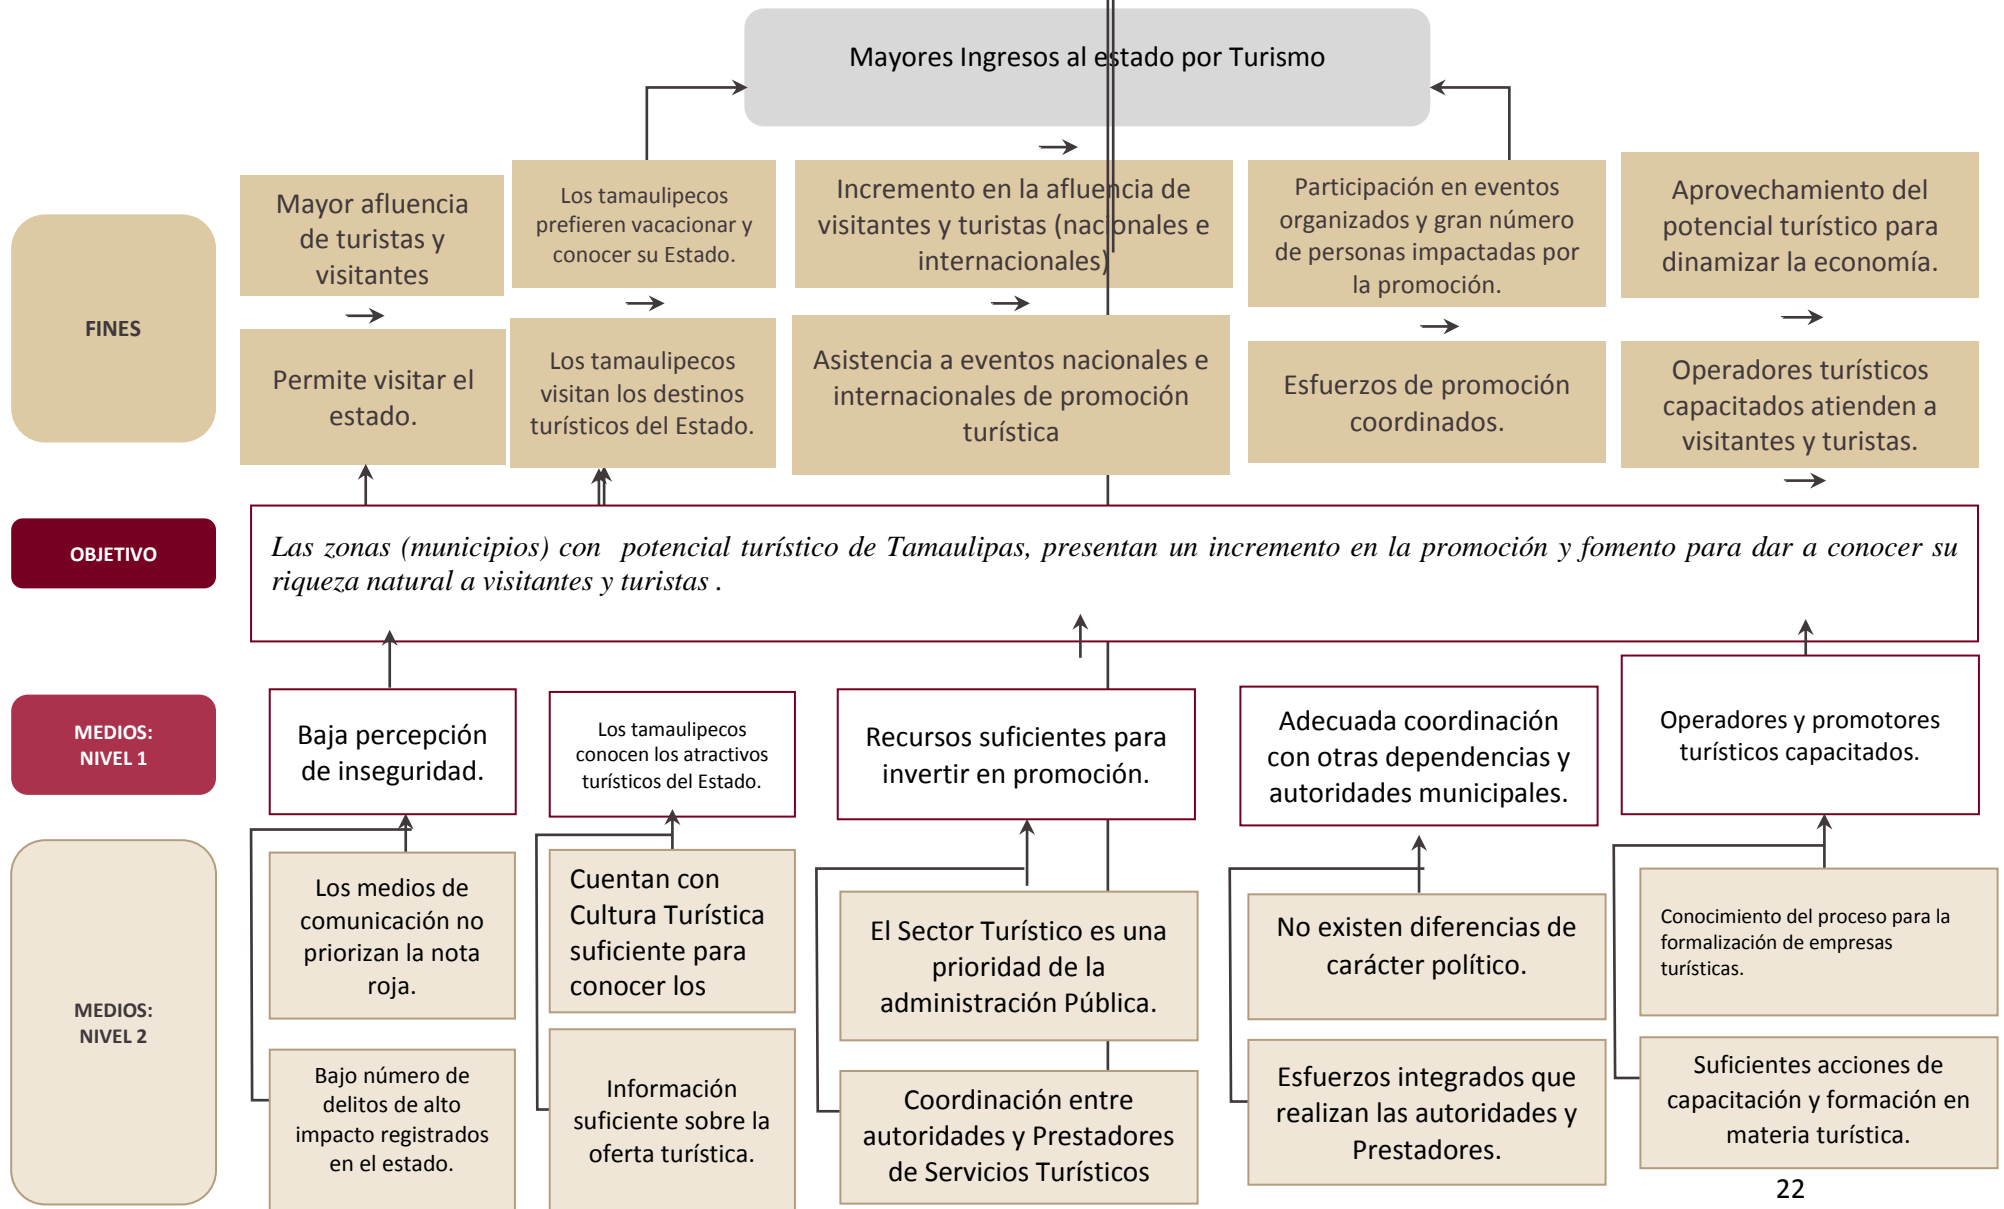 Mayores Ingresos al estado por Turismo
FINES
Mayor afluencia
de turistas y
visitantes
Los tamaulipecos
prefieren vacacionar y
conocer su Estado.
Incremento en la afluencia de
visitantes y turistas (nacionales e
internacionales)
Participación en eventos
organizados y gran número
de personas impactadas por
la promoción.
Aprovechamiento del
potencial turístico para
dinamizar la economía.
Permite visitar el
estado.
Los tamaulipecos
visitan los destinos
turísticos del Estado.
Asistencia a eventos nacionales e
internacionales de promoción
turística
Esfuerzos de promoción
coordinados.
Operadores turísticos
capacitados atienden a
visitantes y turistas.
OBJETIVO
Las zonas (municipios) con potencial turístico de Tamaulipas, presentan un incremento en la promoción y fomento para dar a conocer su
riqueza natural a visitantes y turistas .
MEDIOS:
NIVEL 1
Baja percepción
de inseguridad.
Los tamaulipecos
conocen los atractivos
turísticos del Estado.
Recursos suficientes para
invertir en promoción.
Adecuada coordinación
con otras dependencias y
autoridades municipales.
Operadores y promotores
turísticos capacitados.
MEDIOS:
NIVEL 2
Los medios de
comunicación no
priorizan la nota
roja.
Cuentan con
Cultura Turística
suficiente para
conocer los
El Sector Turístico es una
prioridad de la
administración Pública.
No existen diferencias de
carácter político.
Conocimiento del proceso para la
formalización de empresas
turísticas.
Bajo número de
delitos de alto
impacto registrados
en el estado.
Información
suficiente sobre la
oferta turística.
Coordinación entre
autoridades y Prestadores
de Servicios Turísticos
Esfuerzos integrados que
realizan las autoridades y
Prestadores.
Suficientes acciones de
capacitación y formación en
materia turística.
22